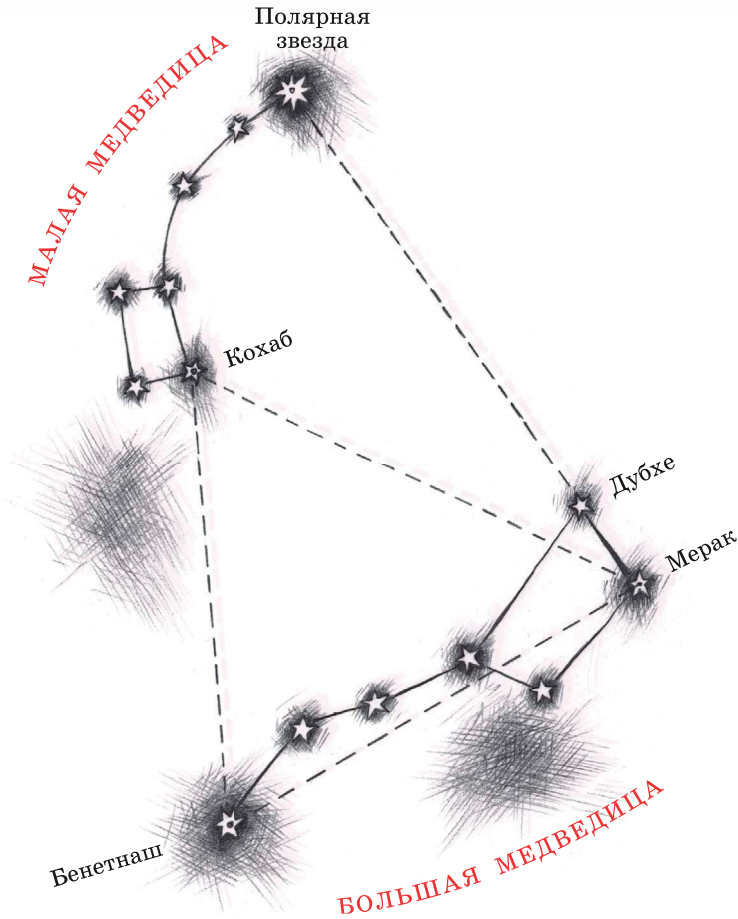 Полярная
звезда
МАЛАЯ МЕДВЕДИЦА
Кохаб
Дубхе
Мерак
Бенетнаш
БОЛЬШАЯ МЕДВЕДИЦА